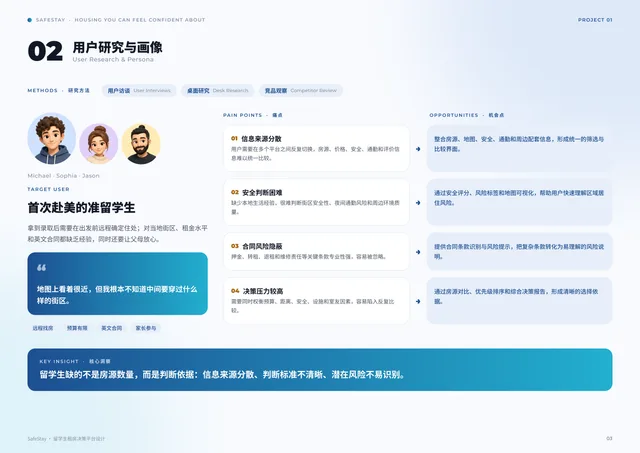 SAFESTAY · HOUSING YOU CAN FEEL CONFIDENT ABOUT
PROJECT 01
02 用户研究与画像
User Research & Persona
METHODS · 研究方法
用户访谈 User Interviews
桌面研究 Desk Research
竞品观察 Competitor Review
Michael · Sophia · Jason
TARGET USER
首次赴美的准留学生
拿到录取后需要在出发前远程确定住处；对当地街区、租金水平
和英文合同都缺乏经验，同时还要让父母放心。
“
地图上看着很近，但我根本不知道中间要穿过什么
样的街区。
远程找房
预算有限
英文合同
家长参与
PAIN POINTS · 痛点
01 信息来源分散
用户需要在多个平台之间反复切换，房源、价格、安全、通勤和评价信
息难以统一比较。
02 安全判断困难
缺少本地生活经验，很难判断街区安全性、夜间通勤风险和周边环境质
量。
03 合同风险隐蔽
押金、转租、退租和维修责任等关键条款专业性强，容易被忽略。
04 决策压力较高
需要同时权衡预算、距离、安全、设施和室友因素，容易陷入反复比
较。
OPPORTUNITIES · 机会点
整合房源、地图、安全、通勤和周边配套信息，形成统一的筛选与
比较界面。
通过安全评分、风险标签和地图可视化，帮助用户快速理解区域居
住风险。
提供合同条款识别与风险提示，把复杂条款转化为易理解的风险说
明。
通过房源对比、优先级排序和综合决策报告，形成清晰的选择依
据。
KEY INSIGHT · 核心洞察
留学生缺的不是房源数量，而是判断依据：信息来源分散、判断标准不清晰、潜在风险不易识别。
SafeStay · 留学生租房决策平台设计
03